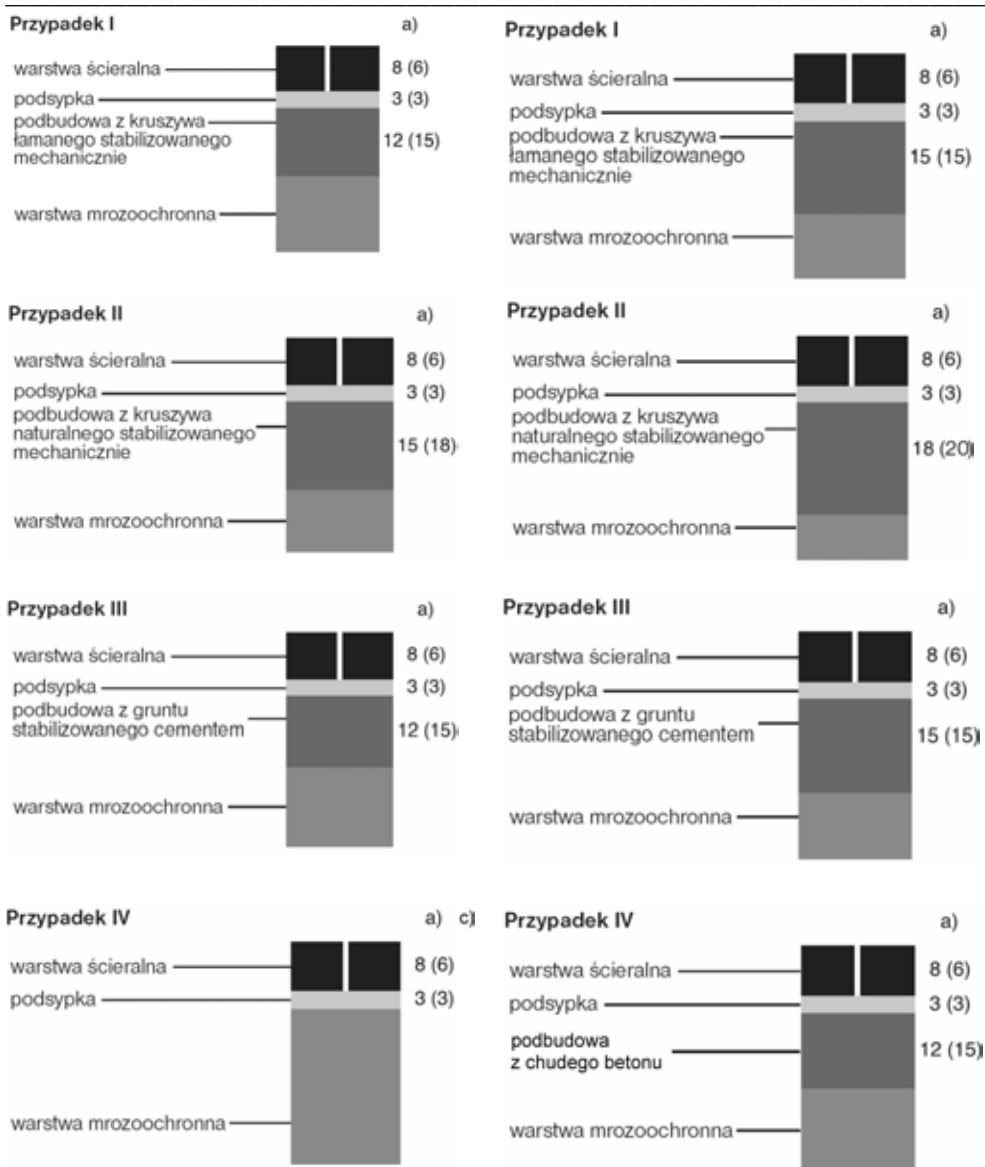 Przypadek I a)
warstwa ścieralna 8 (6)
podsypka 3 (3)
podbudowa z kruszywa
łamanego stabilizowanego 12 (15)
mechanicznie
warstwa mrozoochronna
Przypadek I a)
warstwa ścieralna 8 (6)
podsypka 3 (3)
podbudowa z kruszywa
łamanego stabilizowanego 15 (15)
mechanicznie
warstwa mrozoochronna
Przypadek II a)
warstwa ścieralna 8 (6)
podsypka 3 (3)
podbudowa z kruszywa
naturalnego stabilizowanego 15 (18)
mechanicznie
warstwa mrozoochronna
Przypadek II a)
warstwa ścieralna 8 (6)
podsypka 3 (3)
podbudowa z kruszywa
naturalnego stabilizowanego 18 (20)
mechanicznie
warstwa mrozoochronna
Przypadek III a)
warstwa ścieralna 8 (6)
podsypka 3 (3)
podbudowa z gruntu
stabilizowanego cementem 12 (15)
warstwa mrozoochronna
Przypadek III a)
warstwa ścieralna 8 (6)
podsypka 3 (3)
podbudowa z gruntu
stabilizowanego cementem 15 (15)
warstwa mrozoochronna
Przypadek IV a) c)
warstwa ścieralna 8 (6)
podsypka 3 (3)
warstwa mrozoochronna
Przypadek IV a)
warstwa ścieralna 8 (6)
podsypka 3 (3)
podbudowa
z chudego betonu 12 (15)
warstwa mrozoochronna